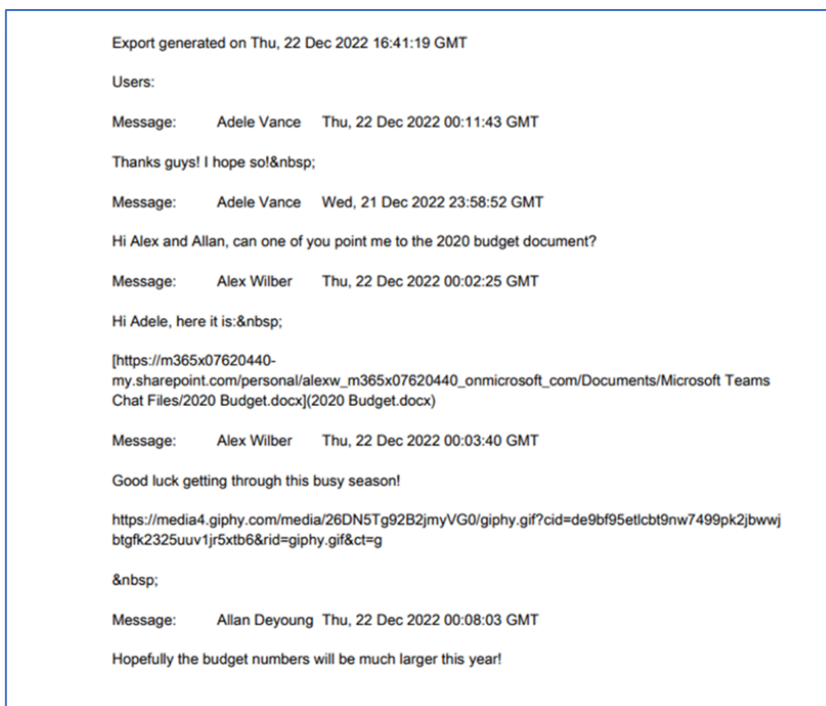 Export generated on Thu, 22 Dec 2022 16:41:19 GMT
Users:
Message: Adele Vance Thu, 22 Dec 2022 00:11:43 GMT
Thanks guys! I hope so!&nbsp;
Message: Adele Vance Wed, 21 Dec 2022 23:58:52 GMT
Hi Alex and Allan, can one of you point me to the 2020 budget document?
Message: Alex Wilber Thu, 22 Dec 2022 00:02:25 GMT
Hi Adele, here it is:&nbsp;
[https://m365x07620440-
my.sharepoint.com/personal/alexw_m365x07620440_onmicrosoft_com/Documents/Microsoft Teams
Chat Files/2020 Budget.docx](2020 Budget.docx)
Message: Alex Wilber Thu, 22 Dec 2022 00:03:40 GMT
Good luck getting through this busy season!
https://media4.giphy.com/media/26DN5Tg92B2jmyVG0/giphy.gif?cid=de9bf95etlcbt9nw7499pk2jbwwj
btgfk2325uuv1jr5xtb6&rid=giphy.gif&ct=g
&nbsp;
Message: Allan Deyoung Thu, 22 Dec 2022 00:08:03 GMT
Hopefully the budget numbers will be much larger this year!